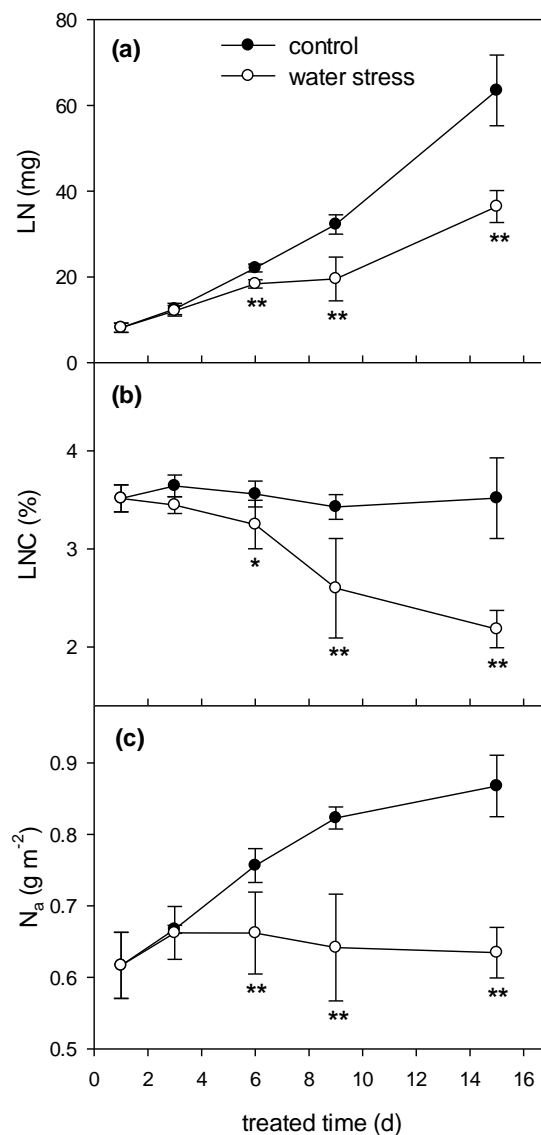 (a)
control
water stress
80
60
40
20
0
LN (mg)
**
**
**
(b)
4
3
2
LNC (%)
*
**
**
(c)
0.9
0.8
0.7
0.6
0.5
Nₐ (g m⁻²)
**
**
**
0 2 4 6 8 10 12 14 16
treated time (d)